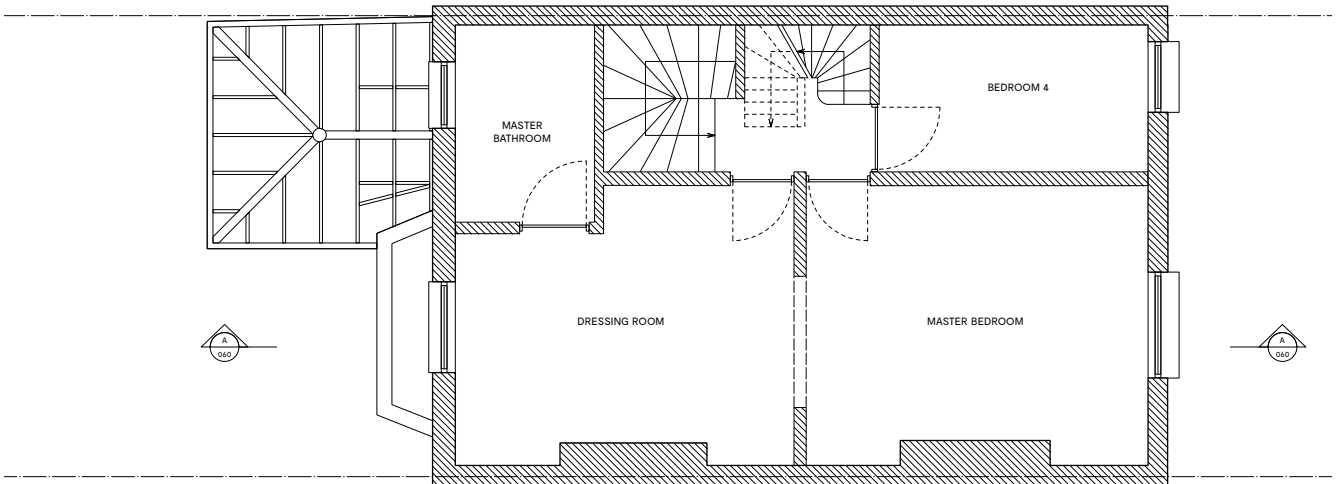 BEDROOM 4
MASTER
BATHROOM
DRESSING ROOM
MASTER BEDROOM
A
060
A
060